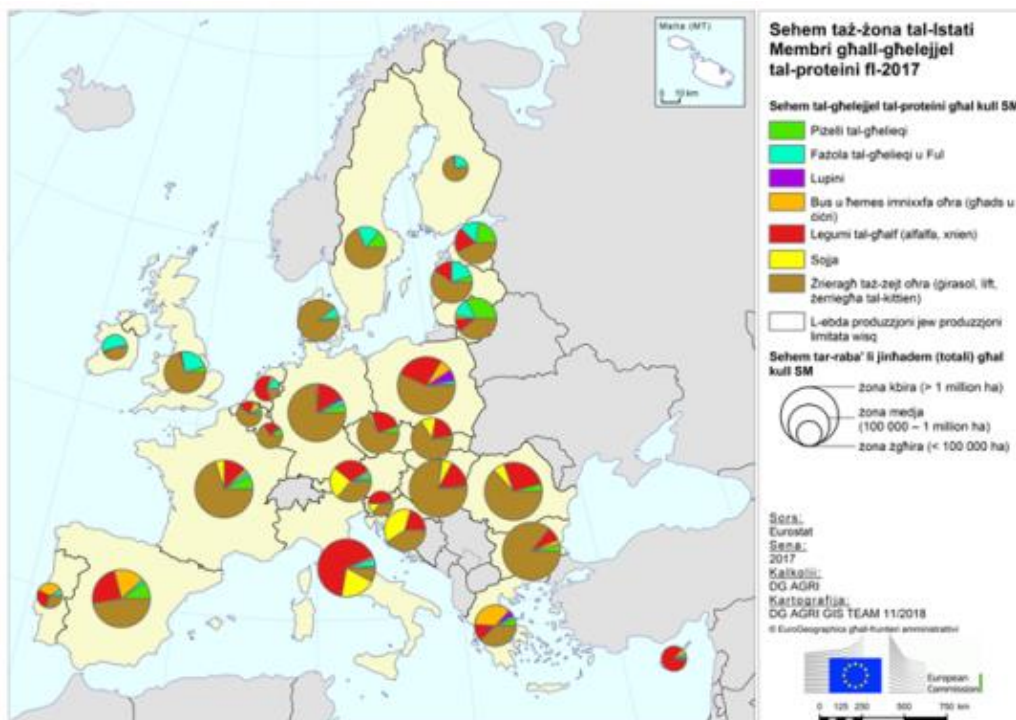 Malta (MT)
0 10 km
Sehem taż-żona tal-Istati
Membri għall-għelejjel
tal-proteini fl-2017
Sehem tal-għelejjel tal-proteini għal kull SM
Piżelli tal-għelieqi
Fażola tal-għelieqi u Ful
Lupini
Bus u ħemes imnixxfa oħra (għads u
ċiċri)
Legumi tal-għalf (alfalfa, xnien)
Sojja
Żrieragħ taż-żejt oħra (ġirasol, lift,
żerriegħa tal-kittien)
L-ebda produzzjoni jew produzzjoni
limitata wisq
Sehem tar-raba' li jinħadem (totali) għal
kull SM
żona kbira (> 1 million ha)
żona medja
(100 000 – 1 million ha)
żona żgħira (< 100 000 ha)
Sors:
Eurostat
Sena:
2017
Kalkoli:
DG AGRI
Kartografija:
DG AGRI GIS TEAM 11/2018
© EuroGeographics għall-fruntieri amministrattivi
European
Commission
0 125 250 500 750 km